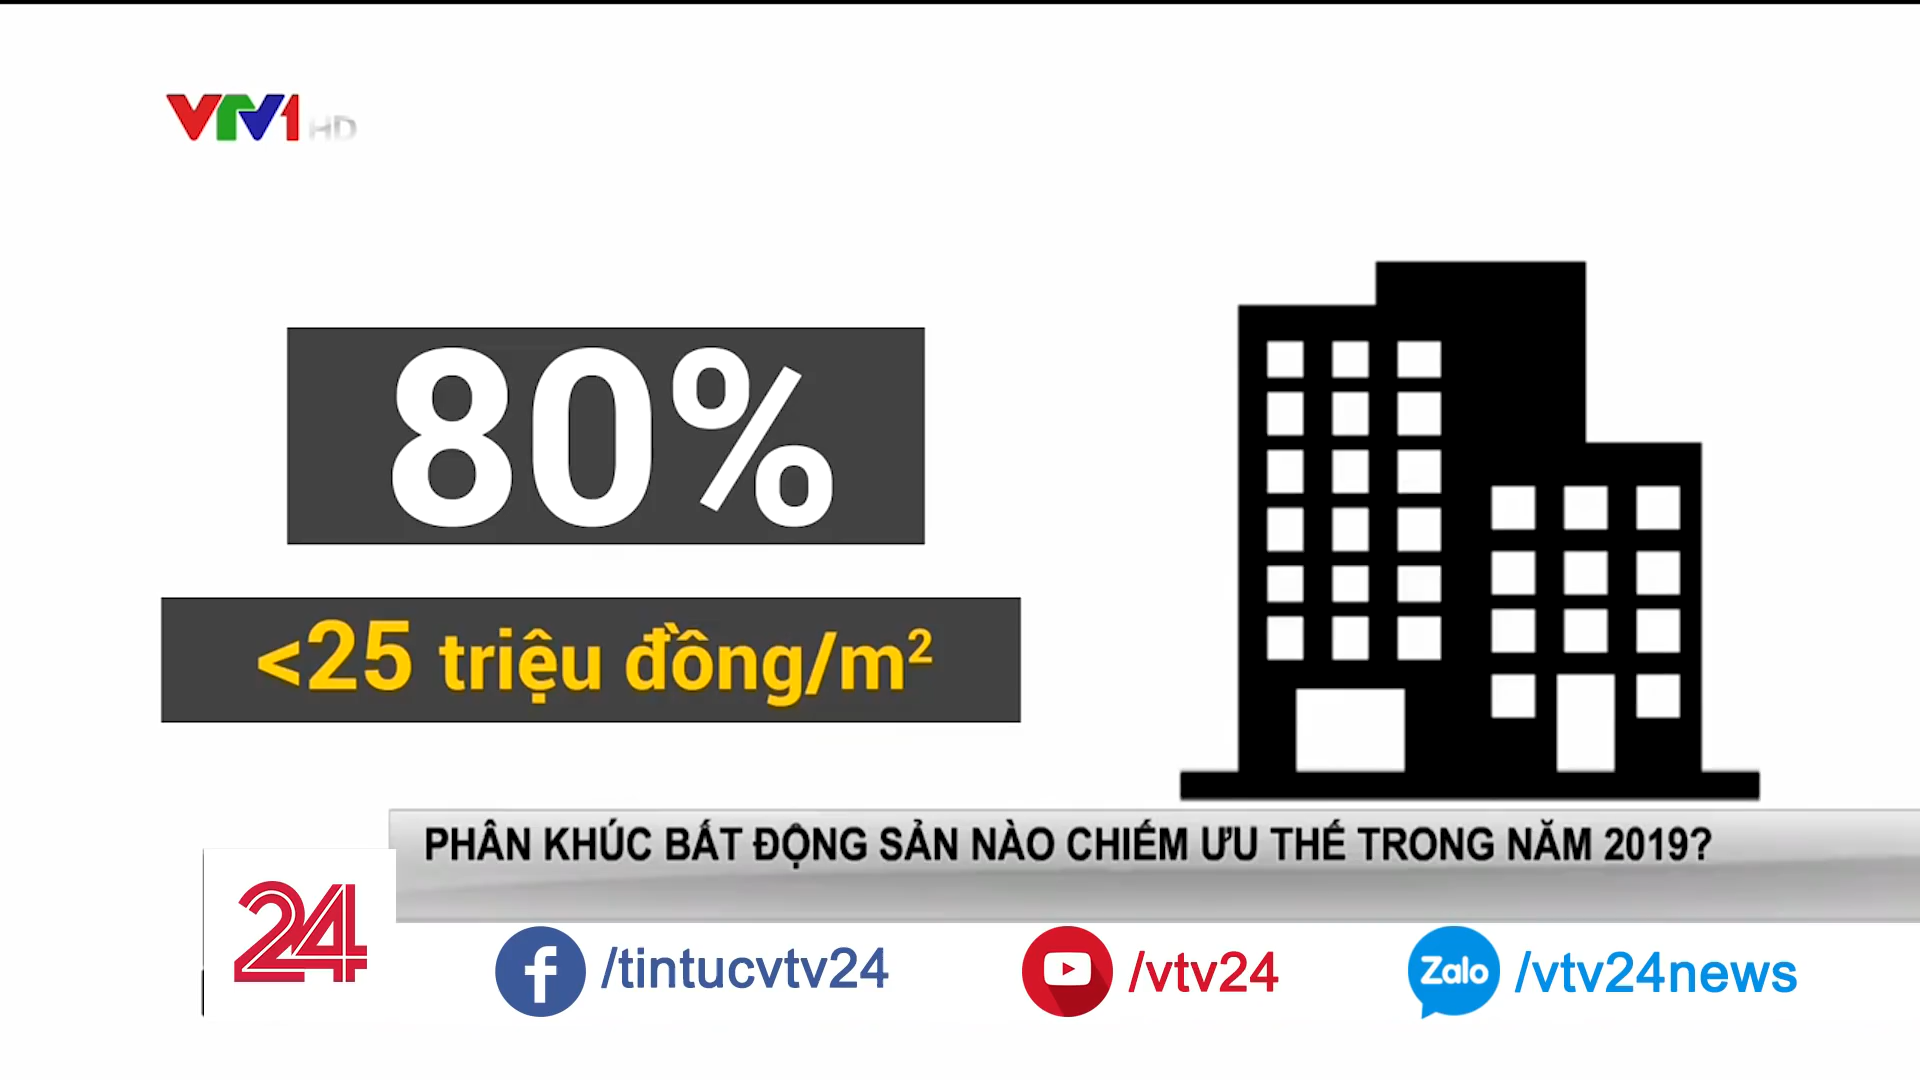 VTV1 HD
80%
<25 triệu đồng/m²
PHÂN KHÚC BẤT ĐỘNG SẢN NÀO CHIẾM ƯU THẾ TRONG NĂM 2019?
24
f /tintucvtv24
/vtv24
Zalo /vtv24news